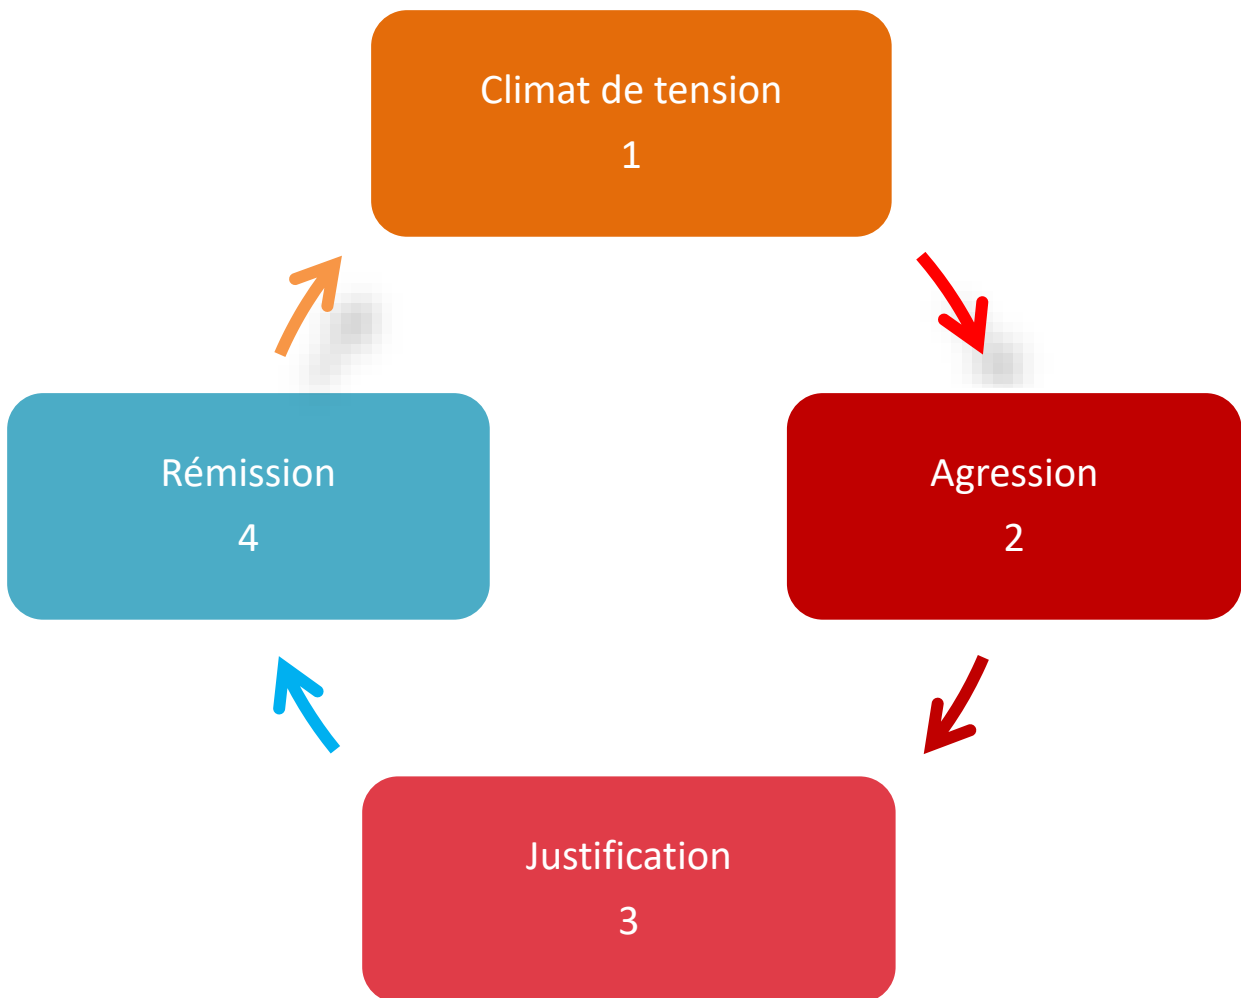 Climat de tension
1
Agression
2
Justification
3
Rémission
4